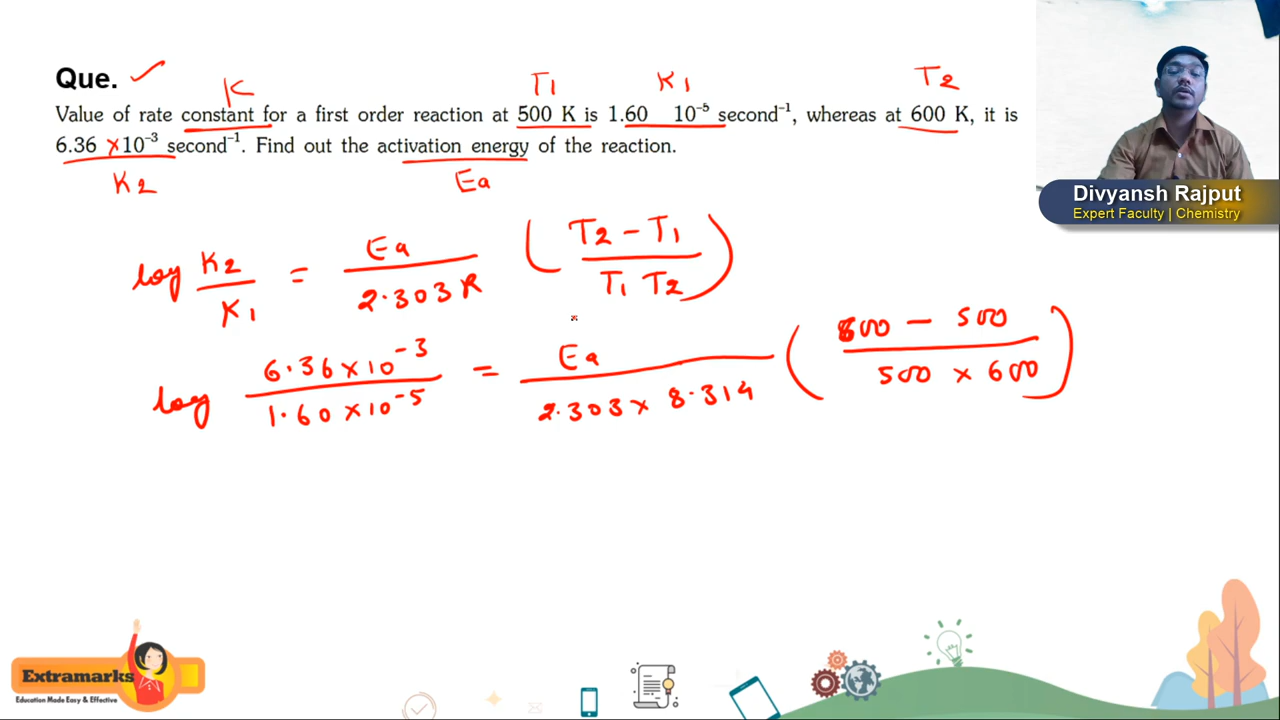 Que. ✓
K T1 K1 T2
Value of rate constant for a first order reaction at 500 K is 1.60 10⁻⁵ second⁻¹, whereas at 600 K, it is
6.36 ×10⁻³ second⁻¹. Find out the activation energy of the reaction.
K2 Ea
log K2/K1 = Ea/2.303R (T2 - T1/T1 T2)
log 6.36×10⁻³/1.60×10⁻⁵ = Ea/2.303× 8.314 (600 - 500/500 × 600)
Divyansh Rajput
Expert Faculty | Chemistry
Extramarks
Education Made Easy & Effective